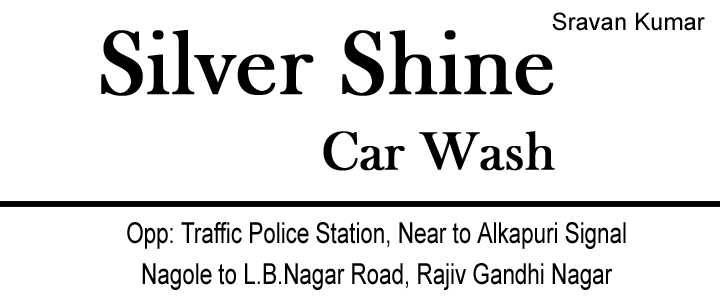 Sravan Kumar
Silver Shine
Car Wash
Opp: Traffic Police Station, Near to Alkapuri Signal
Nagole to L.B.Nagar Road, Rajiv Gandhi Nagar